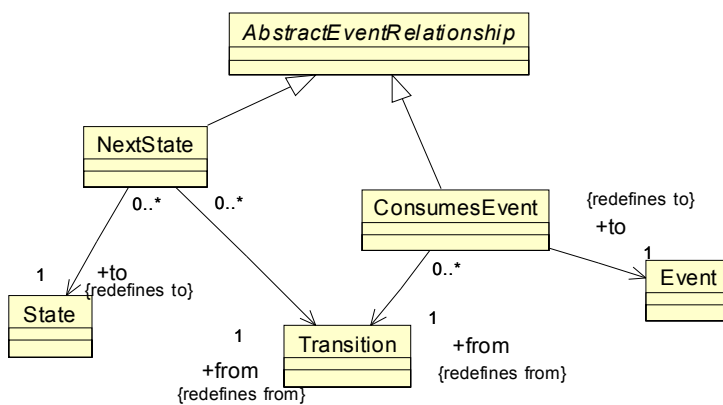 AbstractEventRelationship
NextState
0..*
0..*
ConsumesEvent
{redefines to}
+to
0..*
1
1
+to
{redefines to}
Event
State
1
1
Transition
+from
+from
{redefines from}
{redefines from}